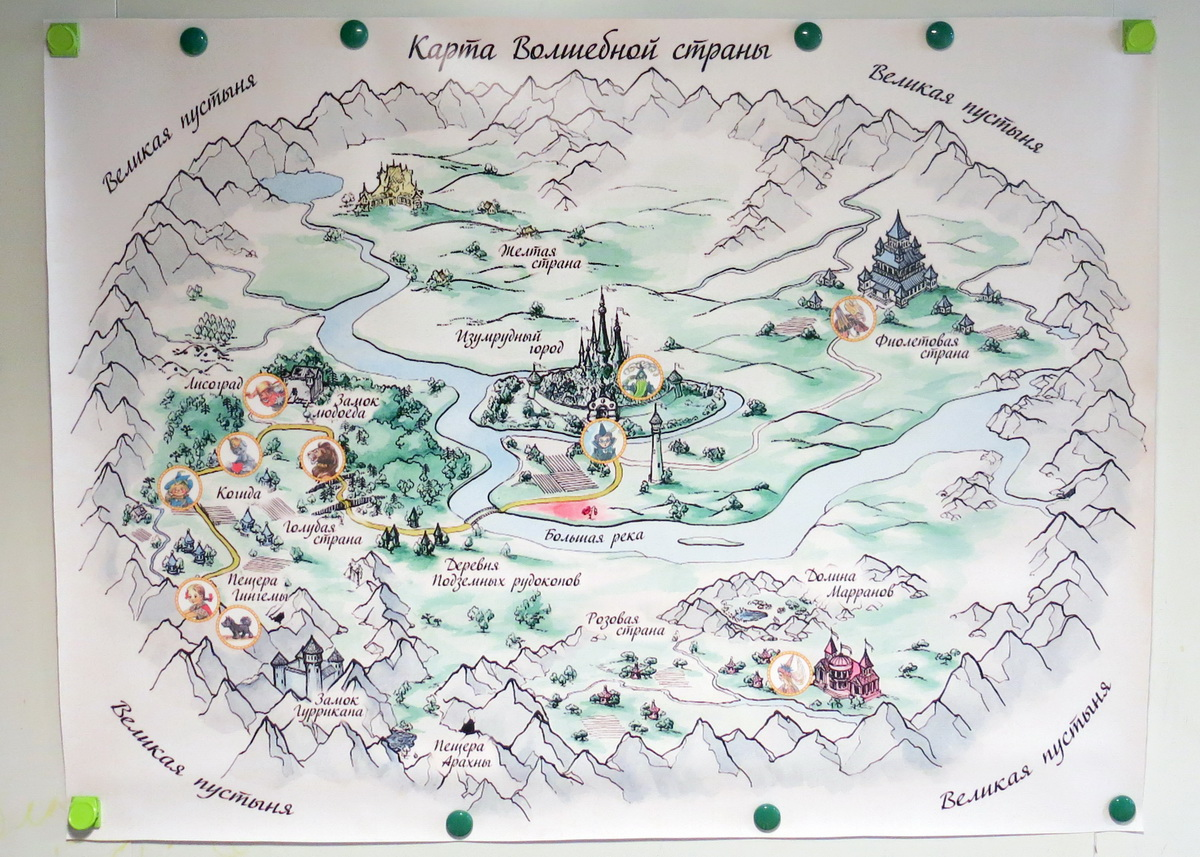 Карта Волшебной страны
Великая пустыня
Великая пустыня
Желтая
страна
Изумрудный
город
Фиолетовая
страна
Лисоград
Замок
людоеда
Когида
Голубая
страна
Большая река
Деревня
Подземных рудокопов
Пещера
Гингемы
Долина
Марранов
Розовая
страна
Замок
Гуррикапа
Пещера
Арахны
Великая пустыня
Великая пустыня